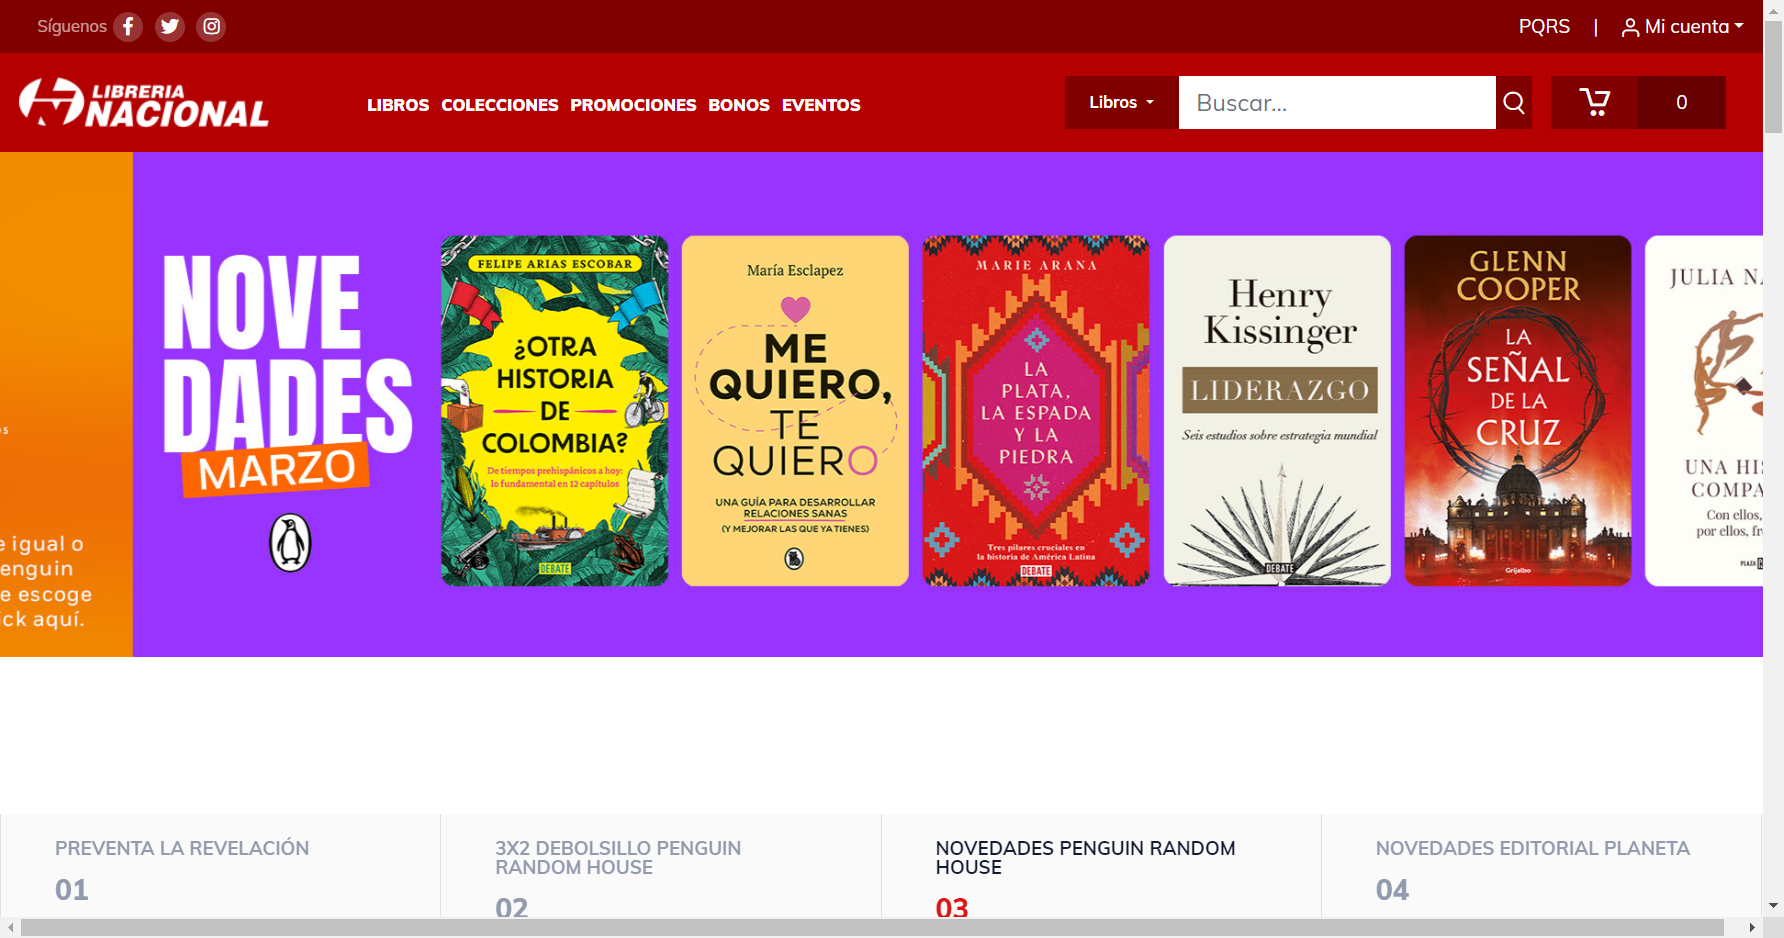 Síguenos
PQRS | Mi cuenta
LIBRERIA
NACIONAL
LIBROS COLECCIONES PROMOCIONES BONOS EVENTOS
Libros
Buscar...
0
os
e igual o
enguin
e escoge
ick aquí.
NOVE
DADES
MARZO
FELIPE ARIAS ESCOBAR
¿OTRA
HISTORIA
DE
COLOMBIA?
De tiempos prehispánicos a hoy:
lo fundamental en 12 capítulos
DEBATE
María Esclapez
ME
QUIERO,
TE
QUIERO
UNA GUÍA PARA DESARROLLAR
RELACIONES SANAS
(Y MEJORAR LAS QUE YA TIENES)
MARIE ARANA
LA
PLATA,
LA ESPADA
Y LA
PIEDRA
Tres pilares cruciales en
la historia de América Latina
DEBATE
Henry
Kissinger
LIDERAZGO
Seis estudios sobre estrategia mundial
DEBATE
GLENN
COOPER
LA
SEÑAL
DE LA
CRUZ
Grijalbo
JULIA NA
UNA HIS
COMPA
Con ellos,
por ellos, fr
PLAZA
PREVENTA LA REVELACIÓN
01
3X2 DEBOLSILLO PENGUIN
RANDOM HOUSE
02
NOVEDADES PENGUIN RANDOM
HOUSE
03
NOVEDADES EDITORIAL PLANETA
04